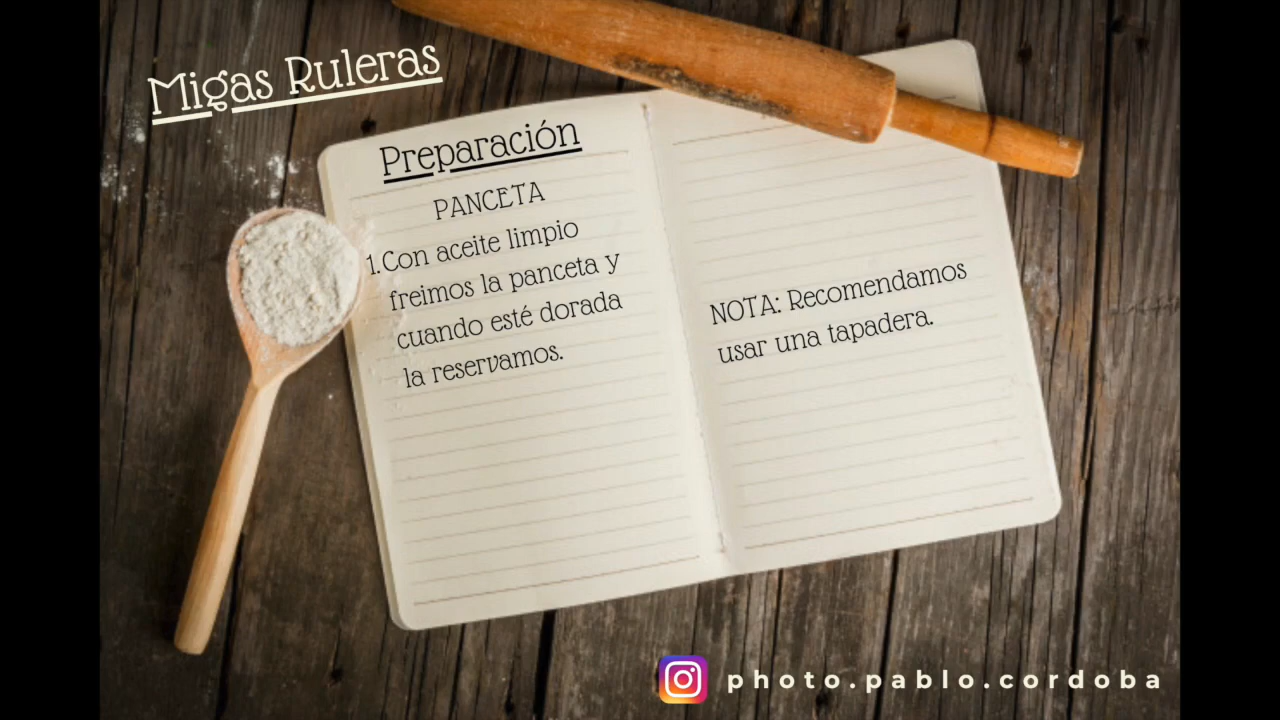 Migas Ruleras
Preparación
PANCETA
1.Con aceite limpio
freimos la panceta y
cuando esté dorada
la reservamos.
NOTA: Recomendamos
usar una tapadera.
photo.pablo.cordoba